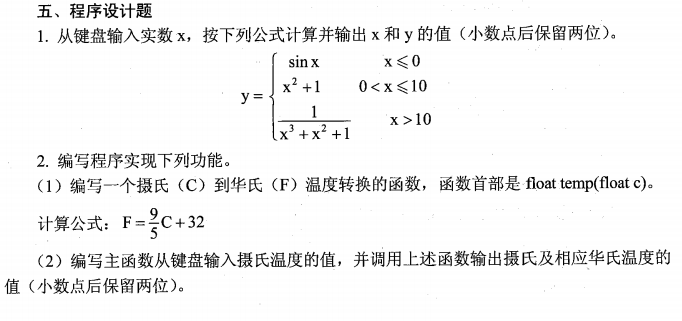 五、程序设计题
1. 从键盘输入实数 x，按下列公式计算并输出 x 和 y 的值（小数点后保留两位）。
sin x x⩽0
y = { x² +1 0<x⩽10
1/(x³+x²+1) x>10
2. 编写程序实现下列功能。
（1）编写一个摄氏（C）到华氏（F）温度转换的函数，函数首部是 float temp(float c)。
计算公式：F=9/5C+32
（2）编写主函数从键盘输入摄氏温度的值，并调用上述函数输出摄氏及相应华氏温度的
值（小数点后保留两位）。